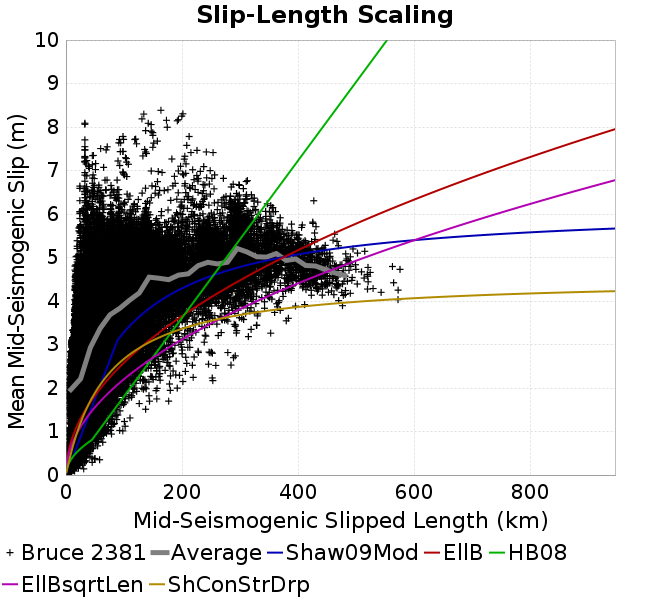 Slip-Length Scaling
Mean Mid-Seismogenic Slip (m)
10
9
8
7
6
5
4
3
2
1
0
0 200 400 600 800
Mid-Seismogenic Slipped Length (km)
Bruce 2381 Average Shaw09Mod EllB HB08
EllBsqrtLen ShConStrDrp